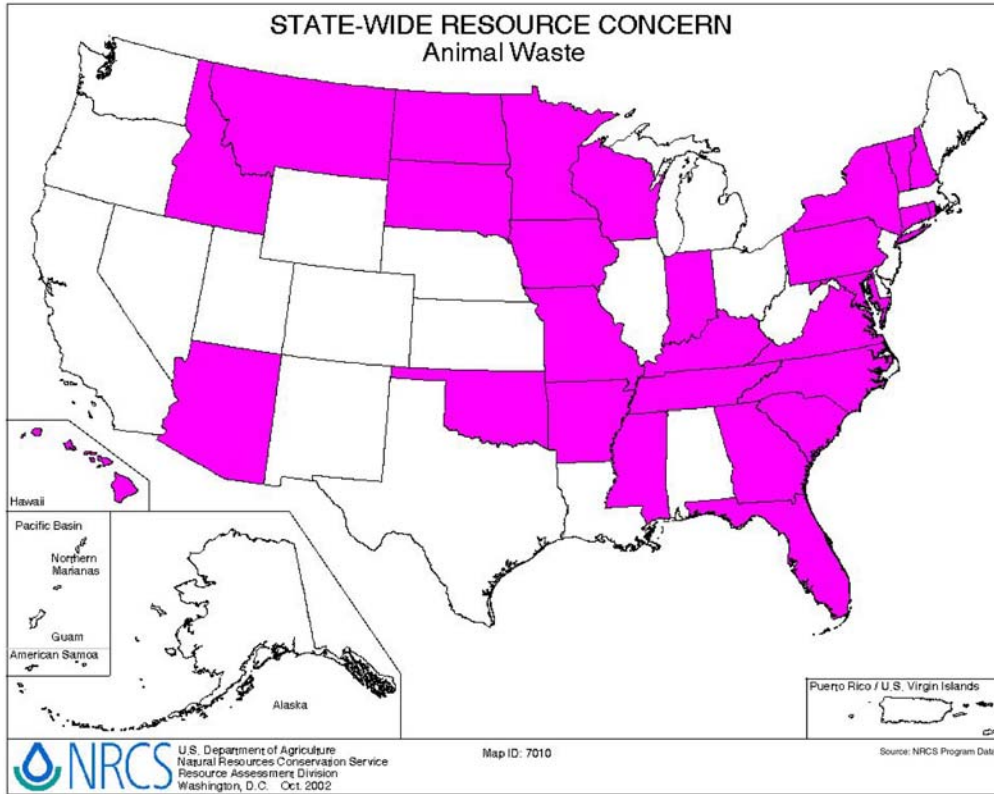 STATE-WIDE RESOURCE CONCERN
Animal Waste
Hawaii
Pacific Basin
Northern
Marianas
Guam
American Samoa
Alaska
Puerto Rico / U.S. Virgin Islands
NRCS
U.S. Department of Agriculture
Natural Resources Conservation Service
Resource Assessment Division
Washington, D.C. Oct. 2002
Map ID: 7010
Source: NRCS Program Data